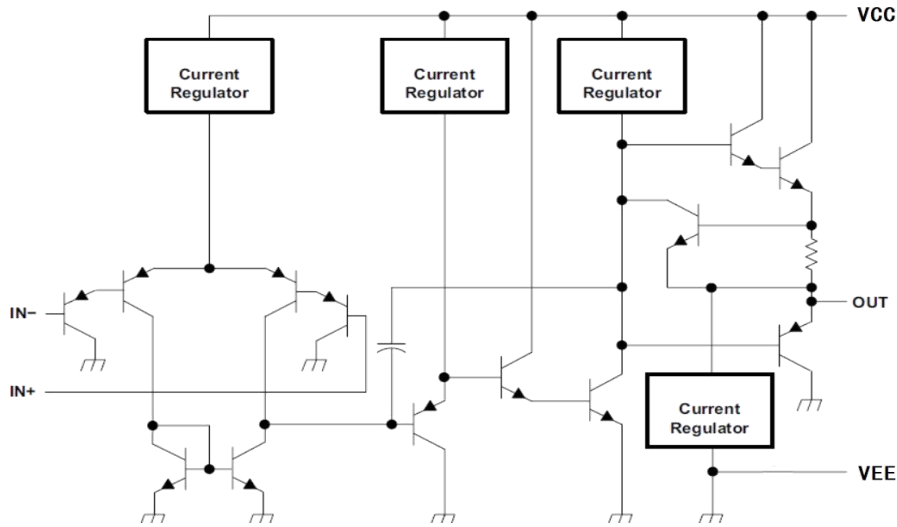 VCC
Current
Regulator
Current
Regulator
Current
Regulator
IN−
OUT
IN+
Current
Regulator
VEE